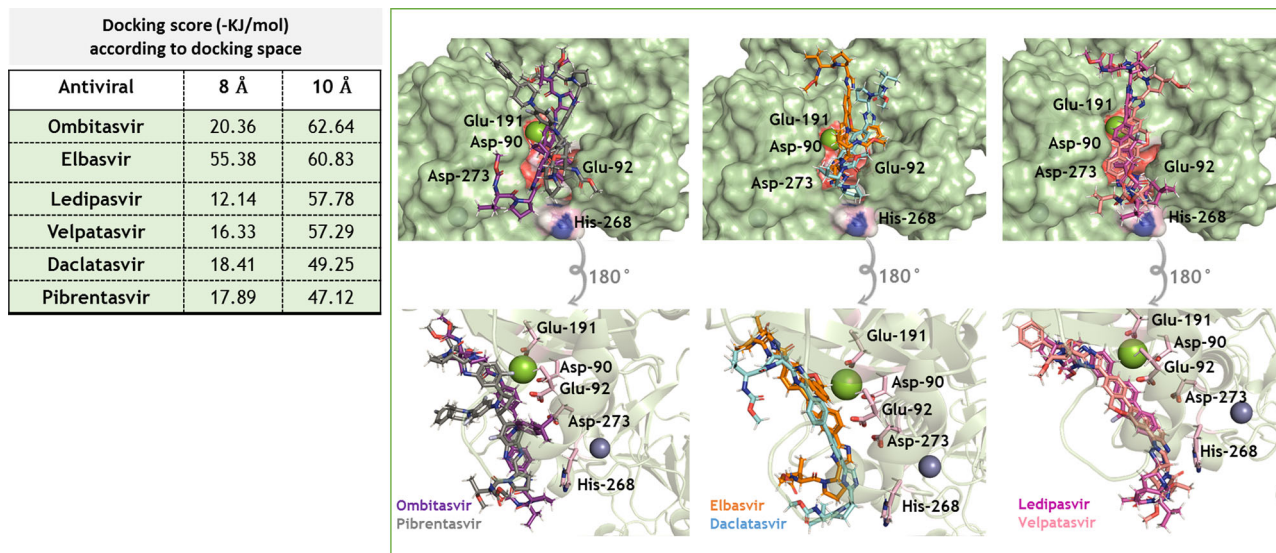 Docking score (-KJ/mol)
according to docking space
Antiviral 8 Å 10 Å
Ombitasvir 20.36 62.64
Elbasvir 55.38 60.83
Ledipasvir 12.14 57.78
Velpatasvir 16.33 57.29
Daclatasvir 18.41 49.25
Pibrentasvir 17.89 47.12
Glu-191
Asp-90
Glu-92
Asp-273
His-268
180°
Glu-191
Asp-90
Glu-92
Asp-273
His-268
Ombitasvir
Pibrentasvir
Glu-191
Asp-90
Glu-92
Asp-273
His-268
180°
Glu-191
Asp-90
Glu-92
Asp-273
His-268
Elbasvir
Daclatasvir
Glu-191
Asp-90
Glu-92
Asp-273
His-268
180°
Glu-191
Asp-90
Glu-92
Asp-273
His-268
Ledipasvir
Velpatasvir